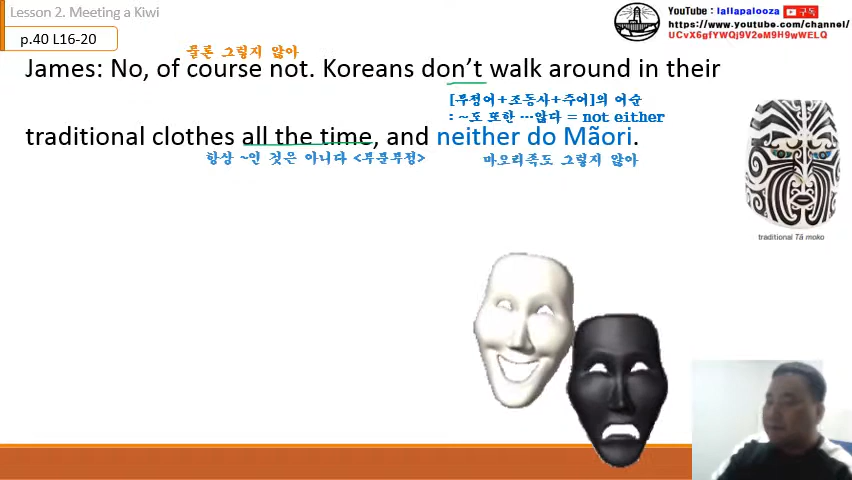 Lesson 2. Meeting a Kiwi
p.40 L16-20
YouTube : lallapalooza 구독
https://www.youtube.com/channel/
UCvX6gfYWQj9V2eM9H9wWELQ
물론 그렇지 않아
James: No, of course not. Koreans don't walk around in their
[부정어+조동사+주어]의 어순
: ~도 또한 …않다 = not either
traditional clothes all the time, and neither do Mãori.
항상 ~인 것은 아니다 <부분부정>
마오리족도 그렇지 않아
traditional Tā moko